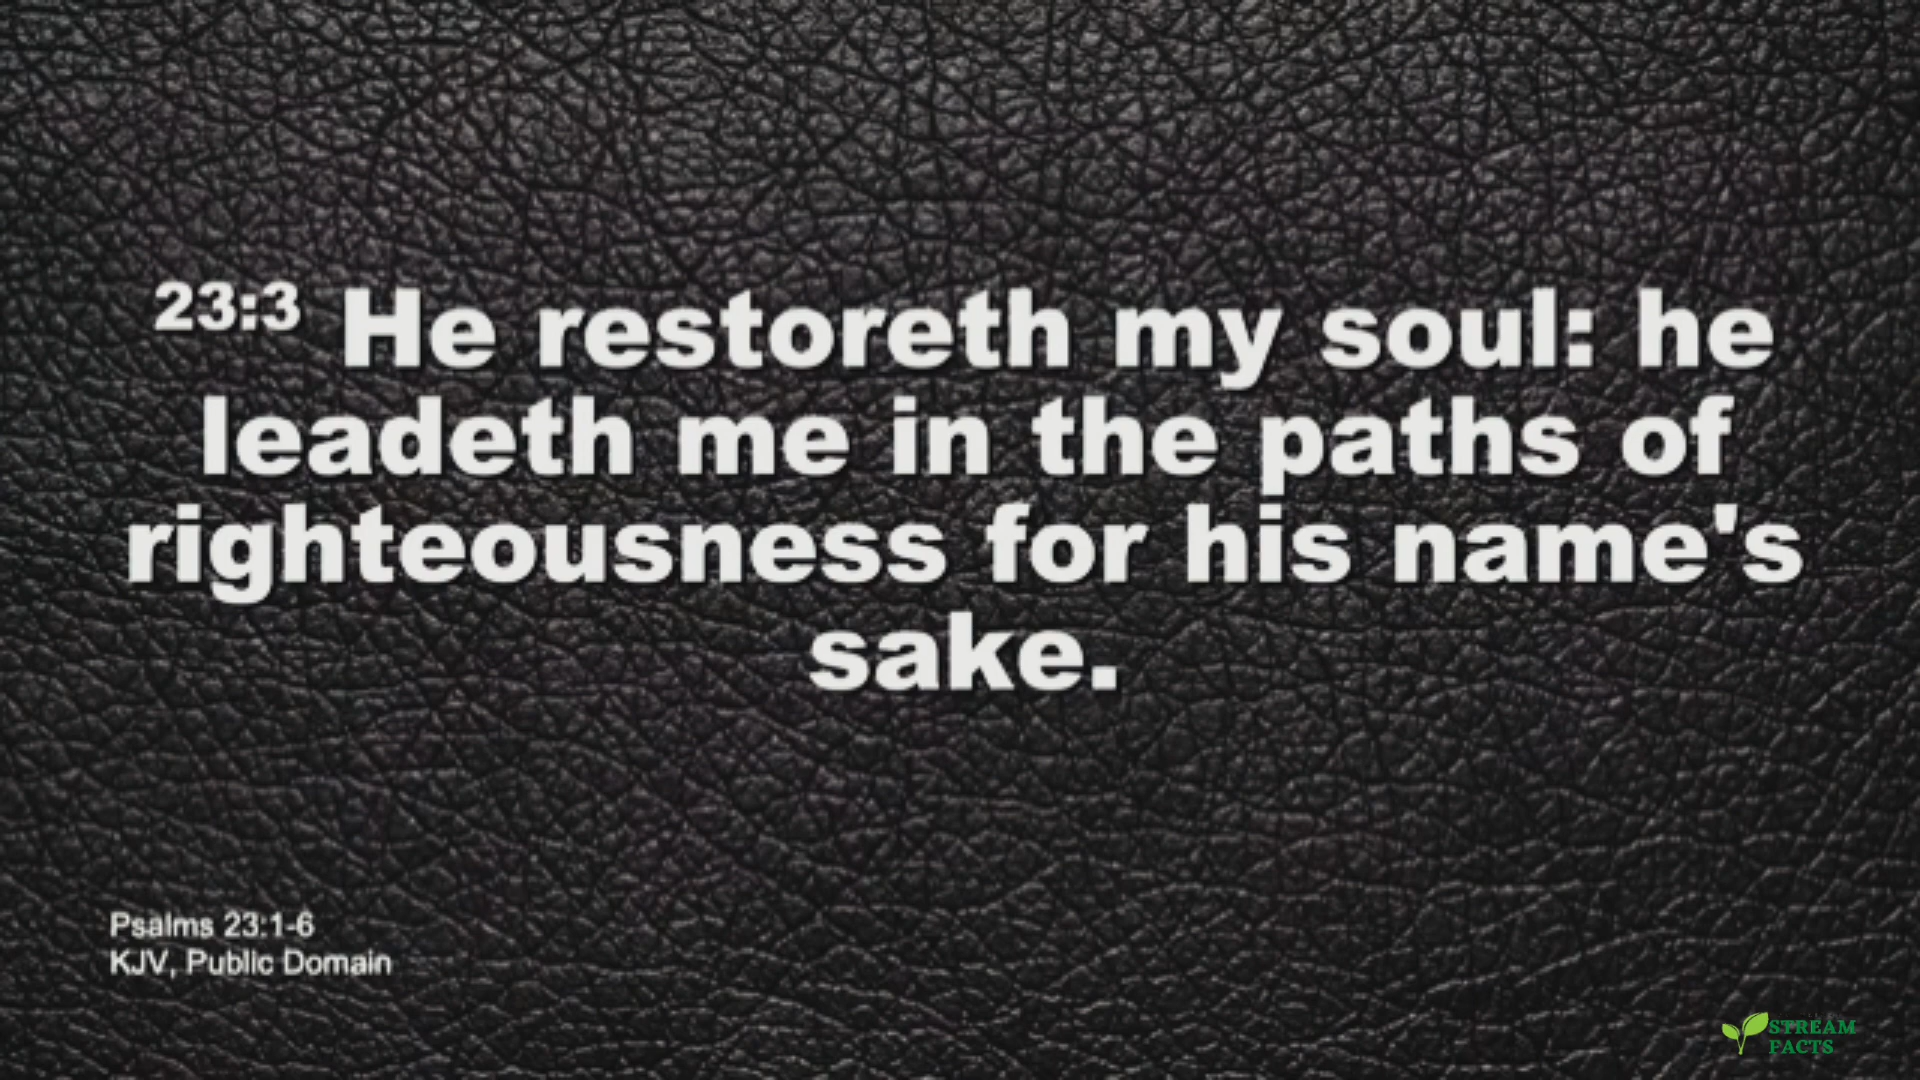 23:3 He restoreth my soul: he
leadeth me in the paths of
righteousness for his name's
sake.
Psalms 23:1-6
KJV, Public Domain
STREAM
FACTS